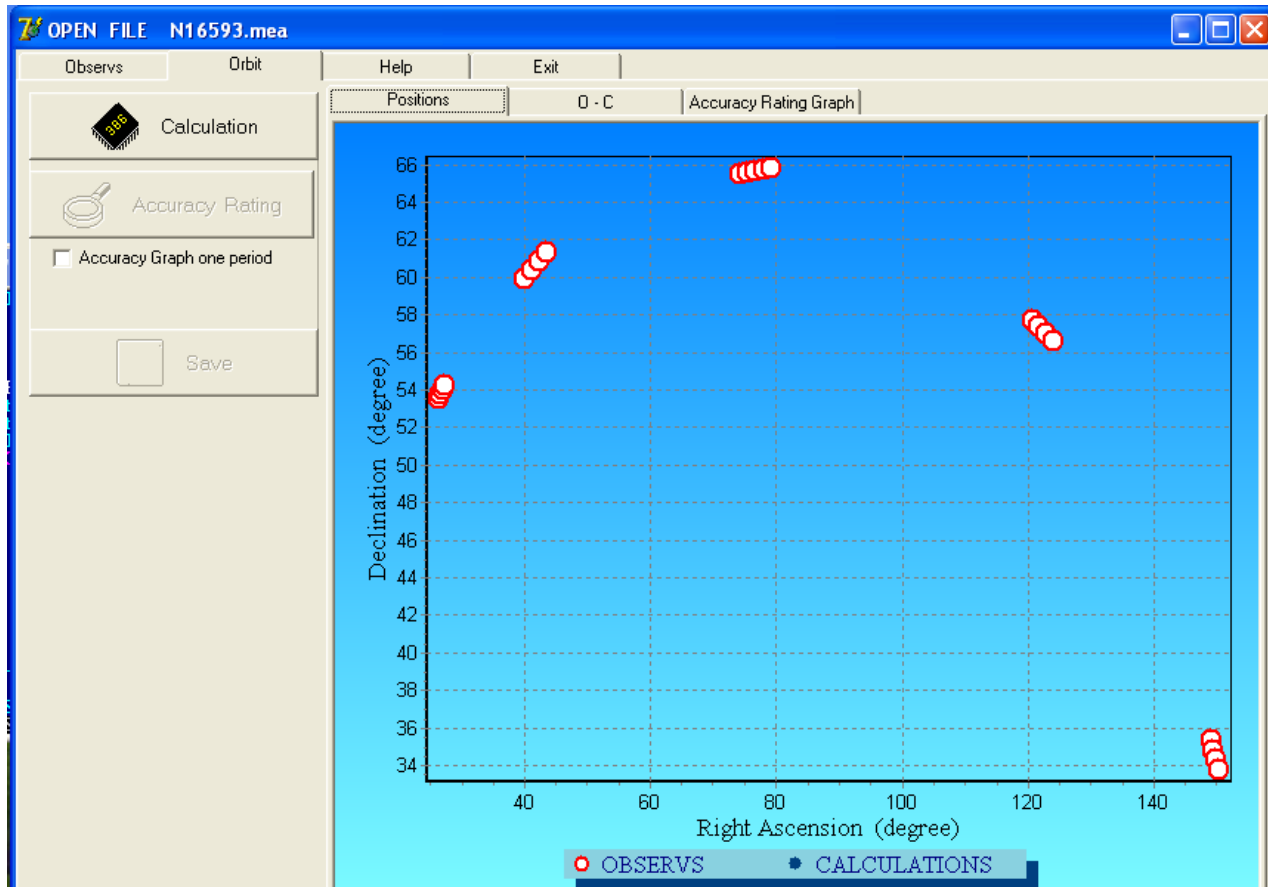 OPEN FILE N16593.mea
Observs Orbit Help Exit
Positions O - C Accuracy Rating Graph
386 Calculation
Accuracy Rating
Accuracy Graph one period
Save
Declination (degree)
66
64
62
60
58
56
54
52
50
48
46
44
42
40
38
36
34
40 60 80 100 120 140
Right Ascension (degree)
OBSERVS CALCULATIONS